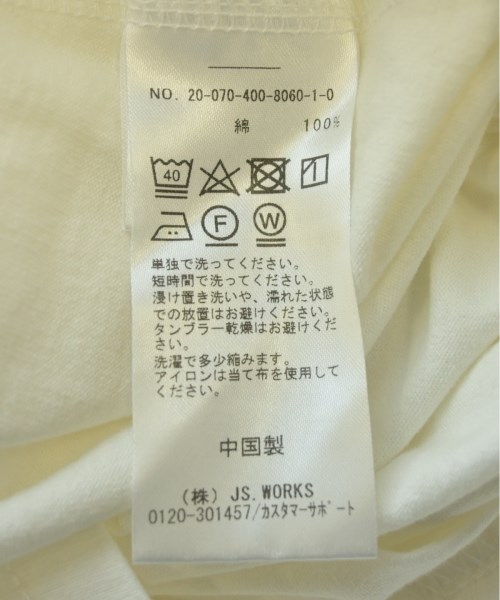 NO. 20-070-400-8060-1-0
綿 100%
40
F W
単独で洗ってください。
短時間で洗ってください。
浸け置き洗いや、濡れた状態
での放置はお避けください。
タンブラー乾燥はお避けくだ
さい。
洗濯で多少縮みます。
アイロンは当て布を使用して
ください。
中国製
(株) JS.WORKS
0120-301457/カスタマーサポート